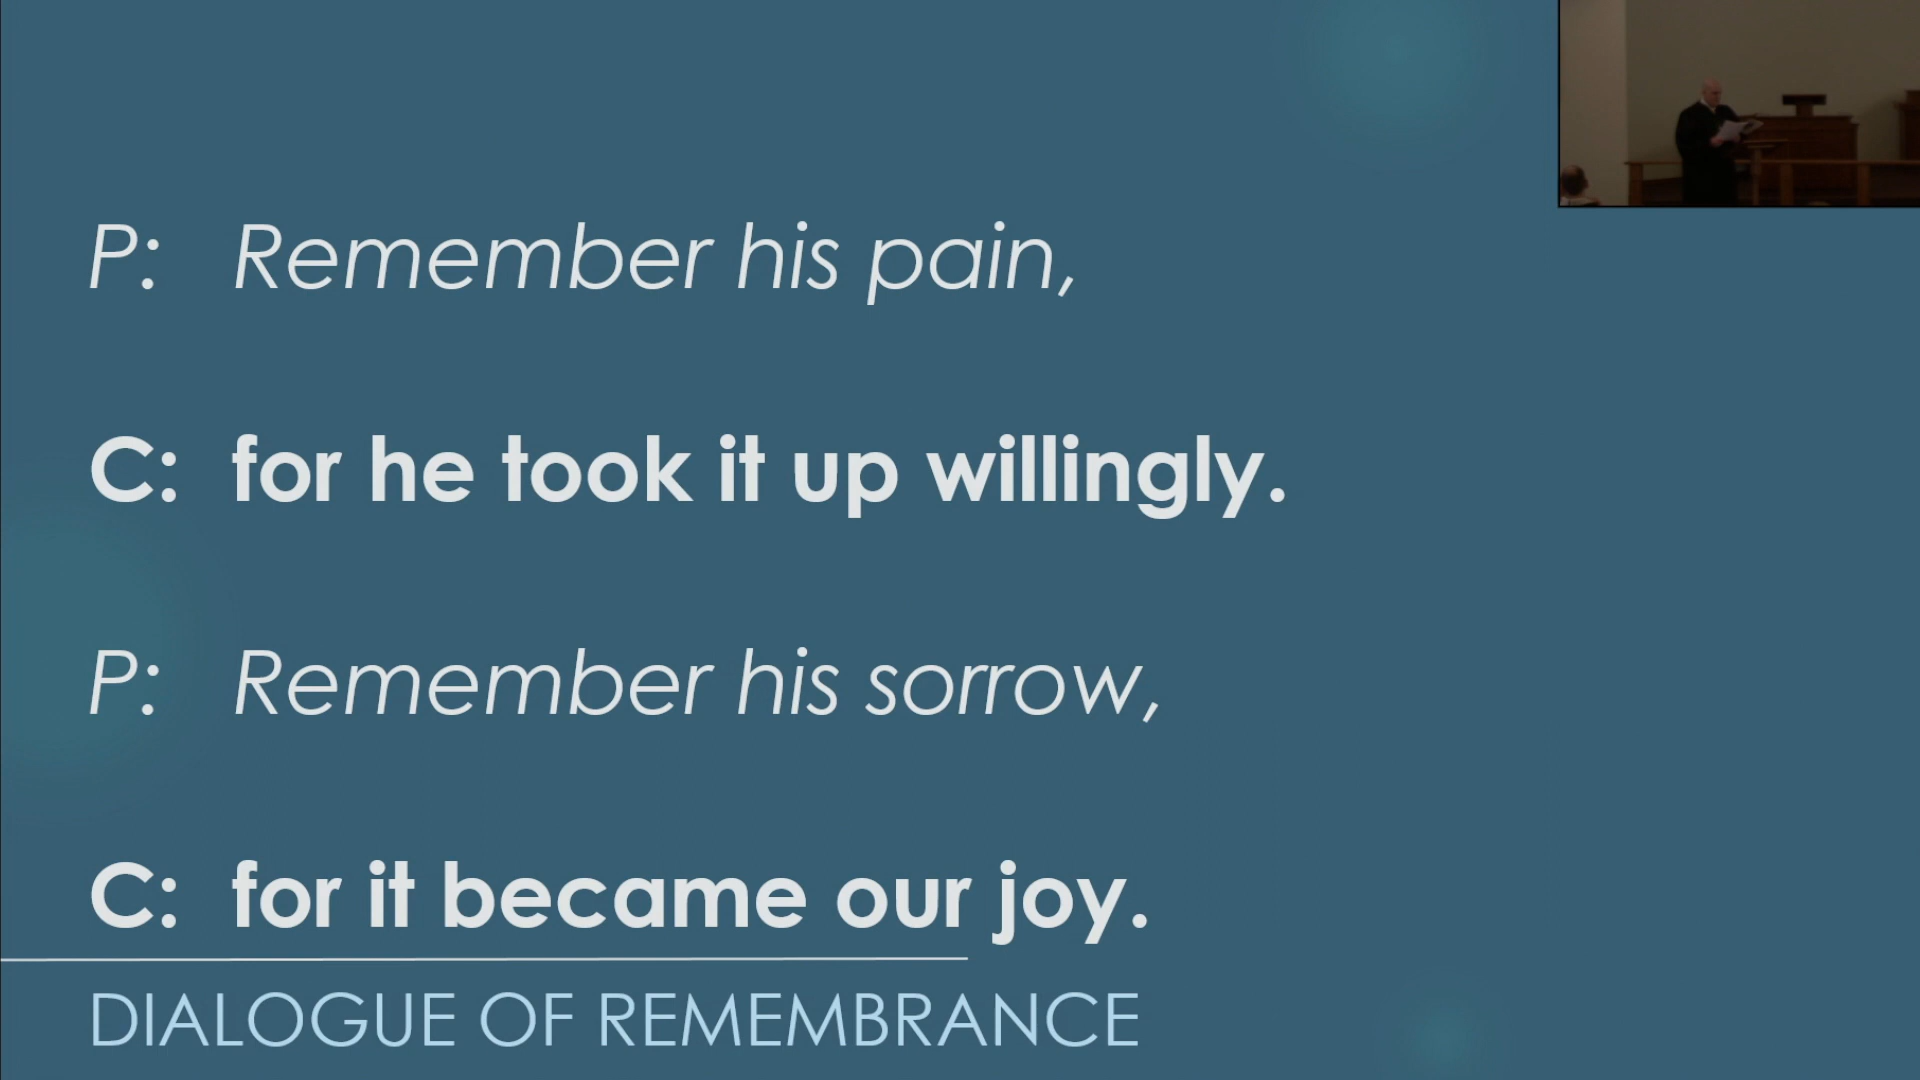 P: Remember his pain,
C: for he took it up willingly.
P: Remember his sorrow,
C: for it became our joy.
DIALOGUE OF REMEMBRANCE